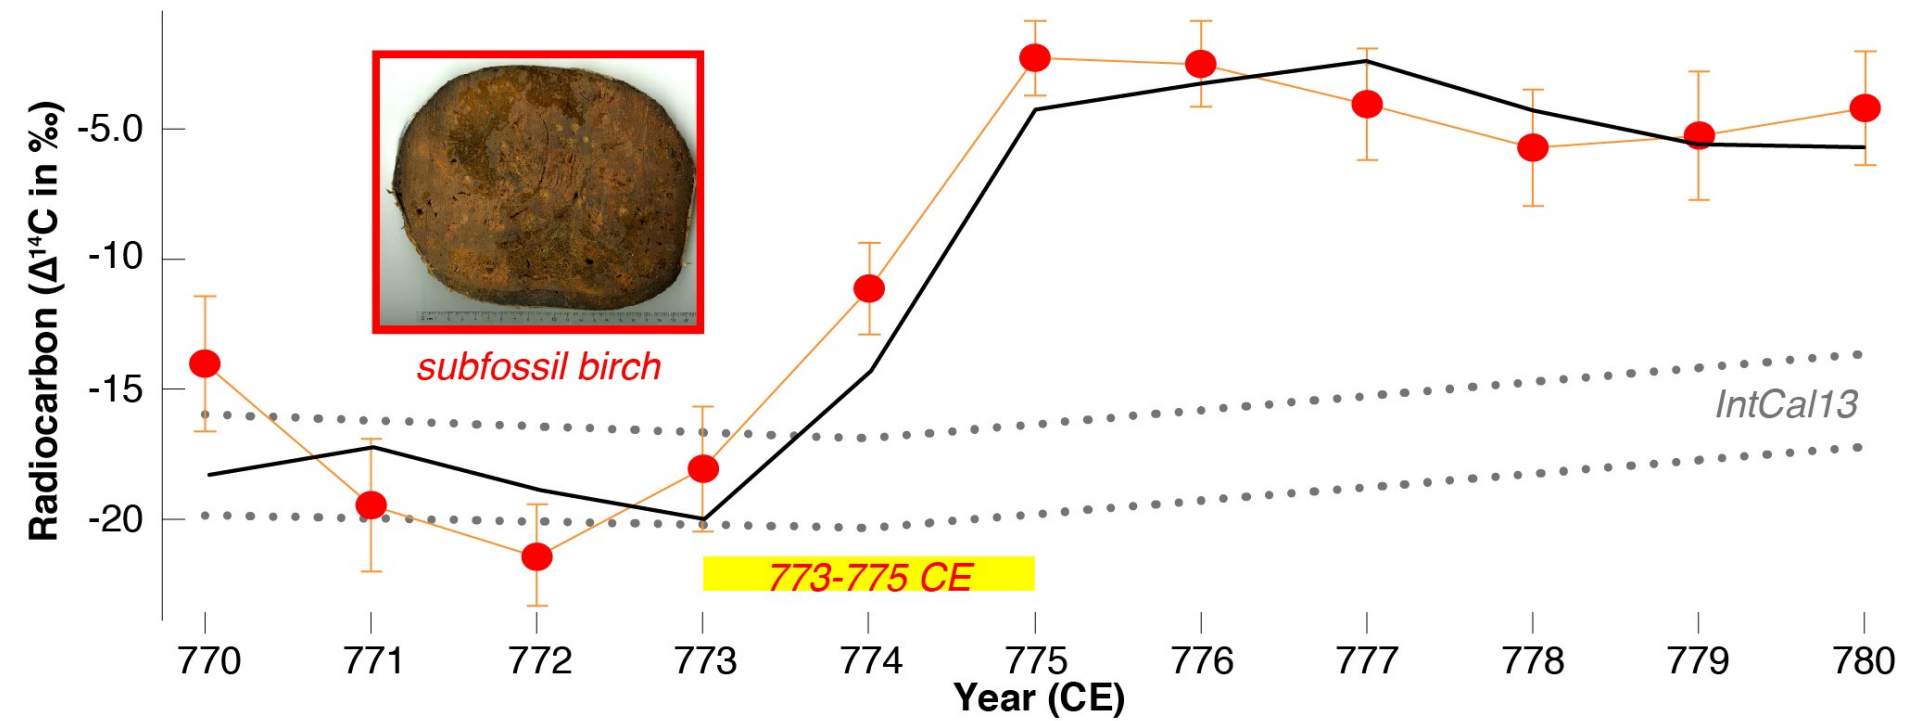 Radiocarbon (Δ¹⁴C in ‰)
-5.0
-10
-15
-20
subfossil birch
IntCal13
773-775 CE
770 771 772 773 774 775 776 777 778 779 780
Year (CE)